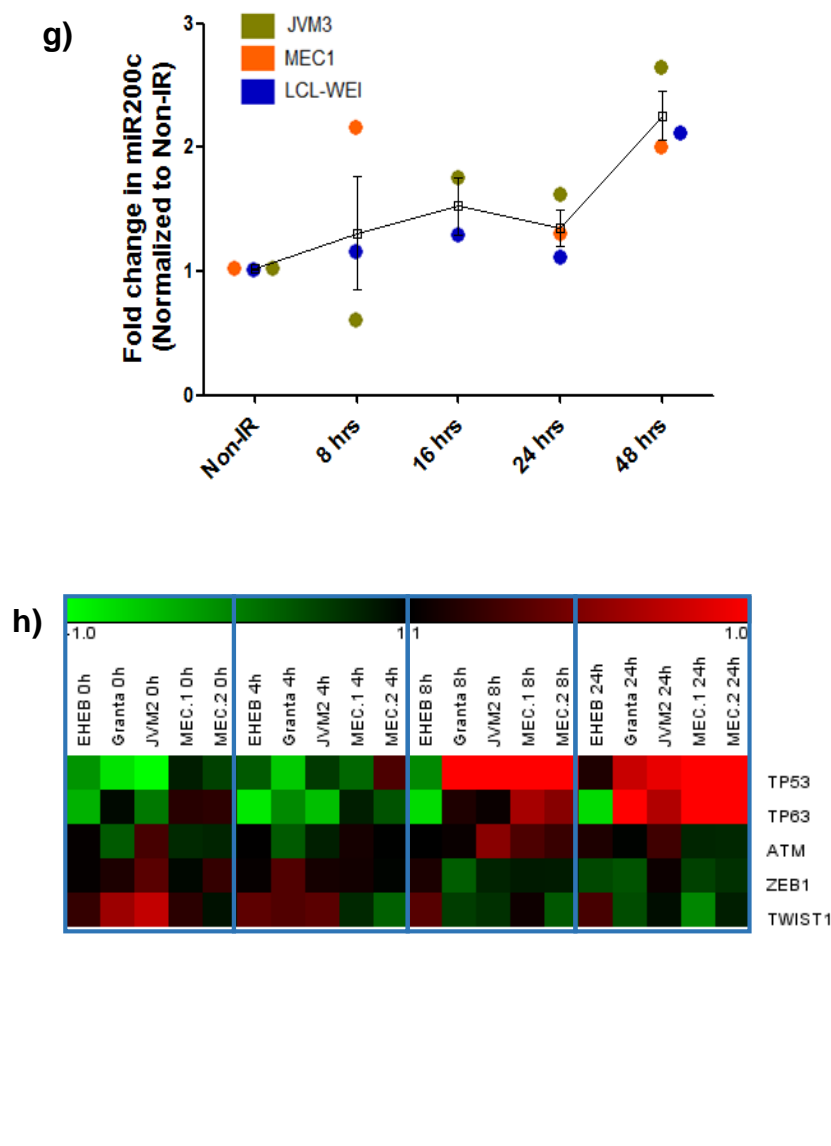 g)
JVM3
MEC1
LCL-WEI
Fold change in miR200c
(Normalized to Non-IR)
3
2
1
0
Non-IR
8 hrs
16 hrs
24 hrs
48 hrs
h)
-1.0
1
1
1.0
EHEB 0h
Granta 0h
JVM2 0h
MEC.1 0h
MEC.2 0h
EHEB 4h
Granta 4h
JVM2 4h
MEC.1 4h
MEC.2 4h
EHEB 8h
Granta 8h
JVM2 8h
MEC.1 8h
MEC.2 8h
EHEB 24h
Granta 24h
JVM2 24h
MEC.1 24h
MEC.2 24h
TP53
TP63
ATM
ZEB1
TWIST1